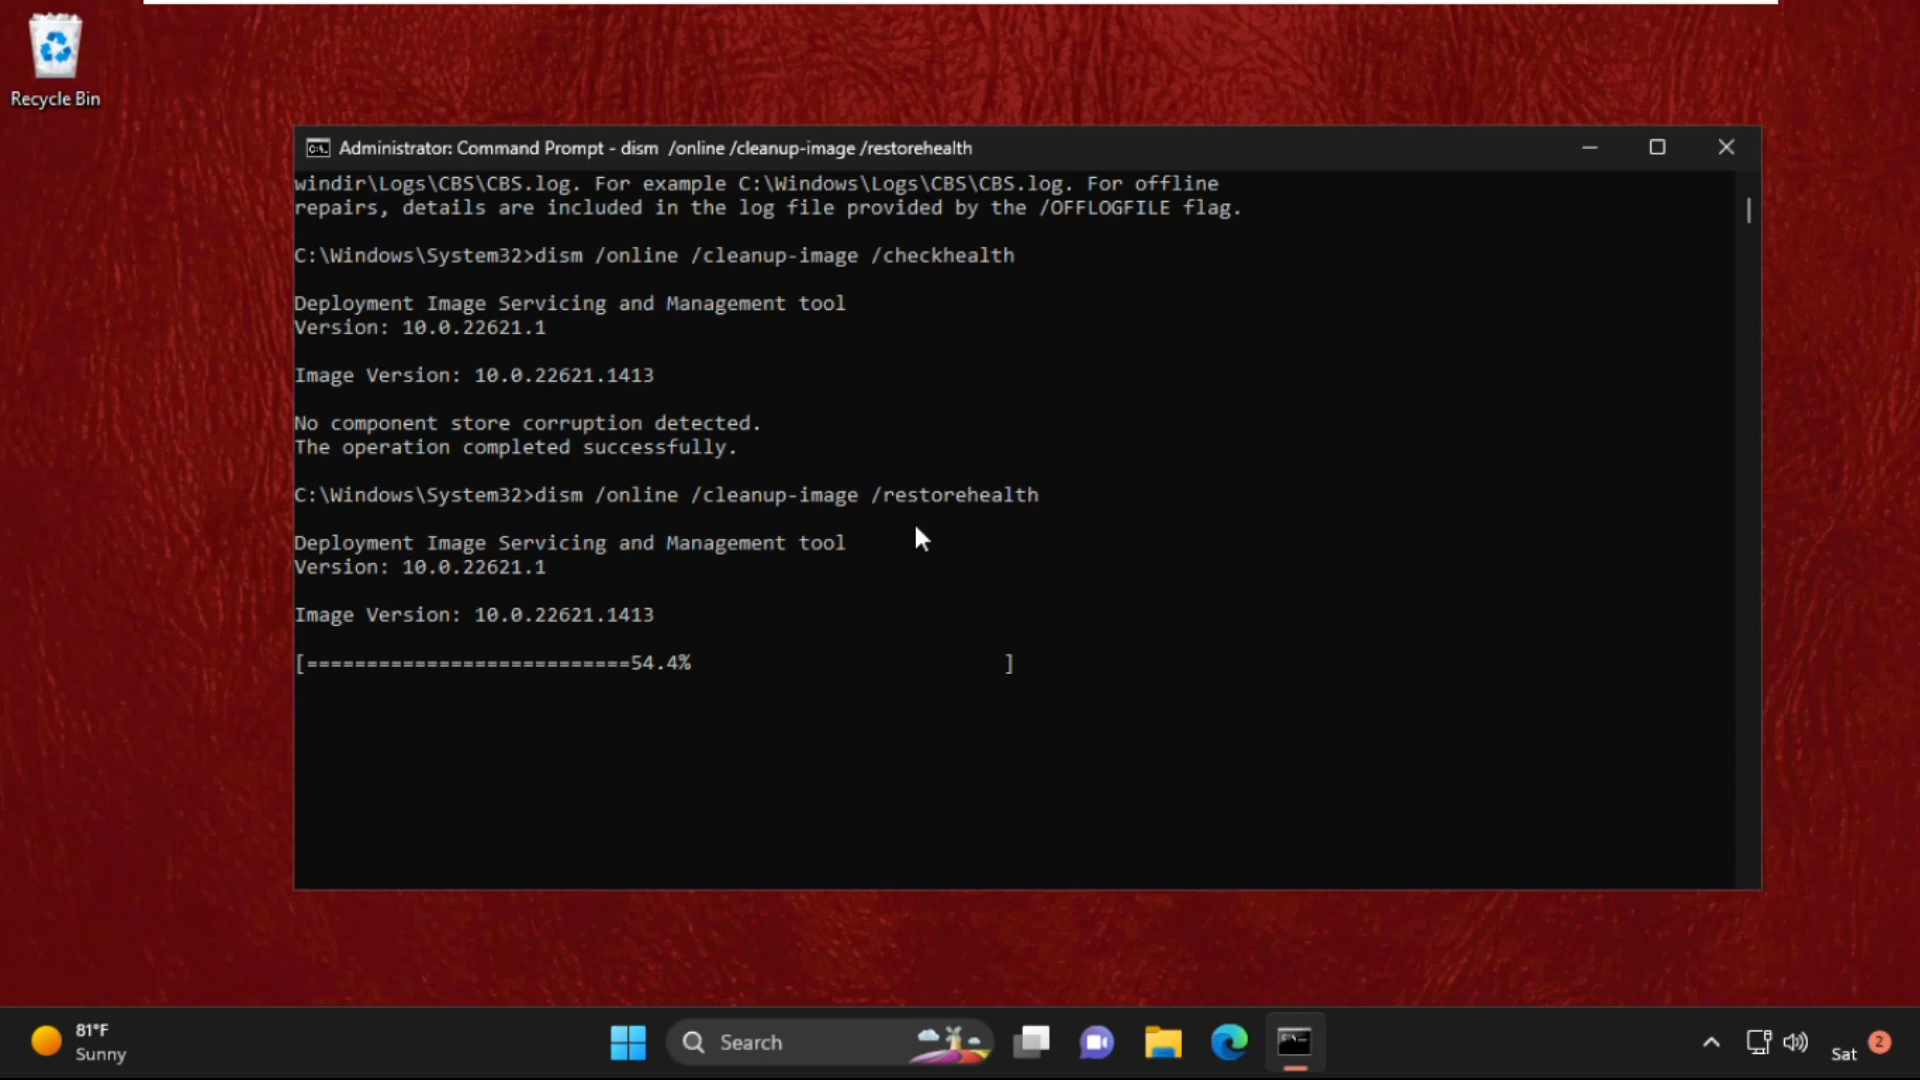 Recycle Bin
Administrator: Command Prompt - dism  /online /cleanup-image /restorehealth
windir\Logs\CBS\CBS.log. For example C:\Windows\Logs\CBS\CBS.log. For offline
repairs, details are included in the log file provided by the /OFFLOGFILE flag.
C:\Windows\System32>dism /online /cleanup-image /checkhealth
Deployment Image Servicing and Management tool
Version: 10.0.22621.1
Image Version: 10.0.22621.1413
No component store corruption detected.
The operation completed successfully.
C:\Windows\System32>dism /online /cleanup-image /restorehealth
Deployment Image Servicing and Management tool
Version: 10.0.22621.1
Image Version: 10.0.22621.1413
[===========================54.4%                          ]
81°F
Sunny
Search
Sat
2